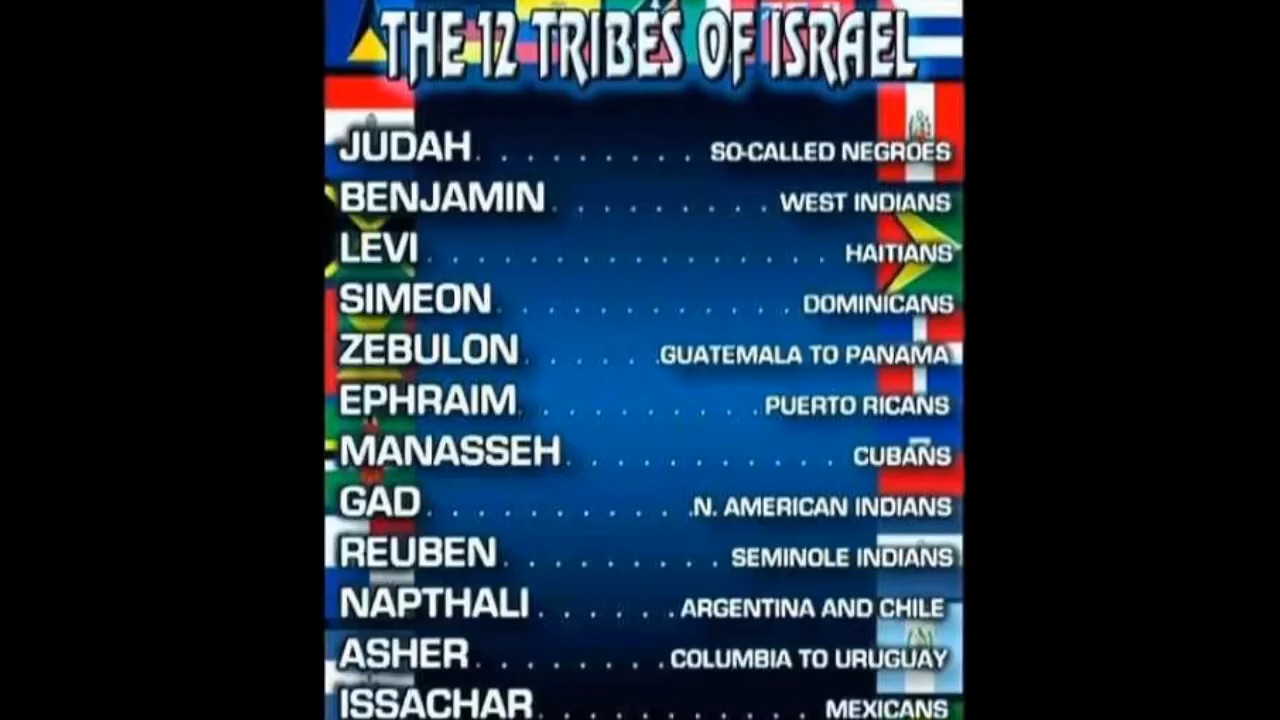 THE 12 TRIBES OF ISRAEL
JUDAH. . . . . . . . . SO-CALLED NEGROES
BENJAMIN. . . . . . . . . . WEST INDIANS
LEVI. . . . . . . . . . . . . . . . . HAITIANS
SIMEON. . . . . . . . . . . . . DOMINICANS
ZEBULON. . . . . .GUATEMALA TO PANAMA
EPHRAIM. . . . . . . . . . .PUERTO RICANS
MANASSEH. . . . . . . . . . . . CUBANS
GAD. . . . . . . . . . . .N. AMERICAN INDIANS
REUBEN. . . . . . . . . SEMINOLE INDIANS
NAPTHALI. . . . . . .ARGENTINA AND CHILE
ASHER. . . . . . . .COLUMBIA TO URUGUAY
ISSACHAR. . . . . . . . . . . . MEXICANS